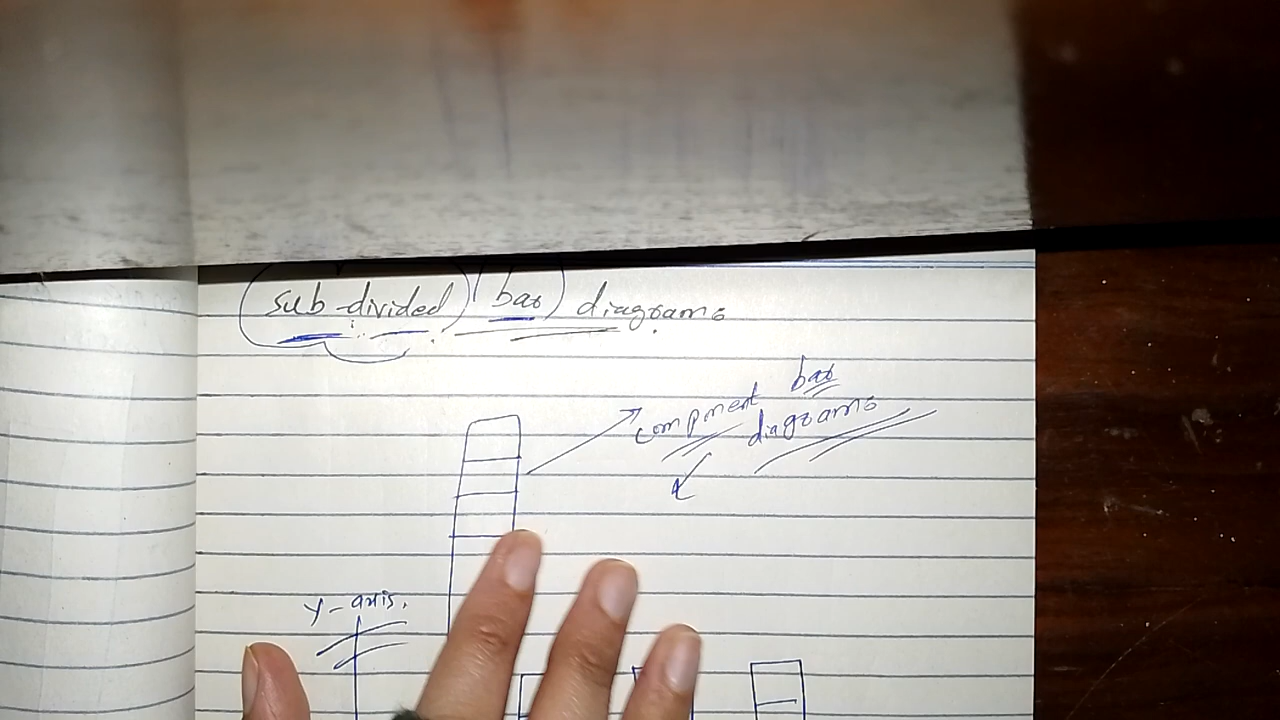 sub-divided bar diagrams
component bar
diagrams
y-axis.